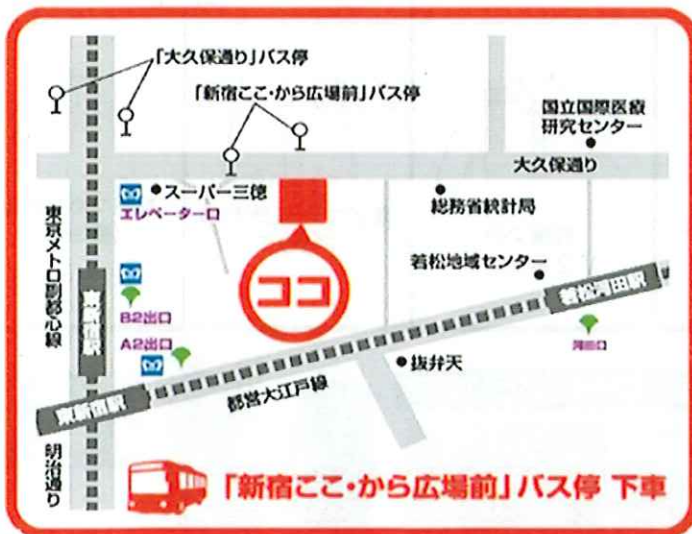 「大久保通り」バス停
「新宿ここ・から広場前」バス停
国立国際医療
研究センター
大久保通り
スーパー三徳
エレベーター口
総務省統計局
ココ
若松地域センター
東京メトロ副都心線
東新宿駅
B2出口
A2出口
若松河田駅
河田口
抜弁天
都営大江戸線
東新宿駅
明治通り
「新宿ここ・から広場前」バス停 下車